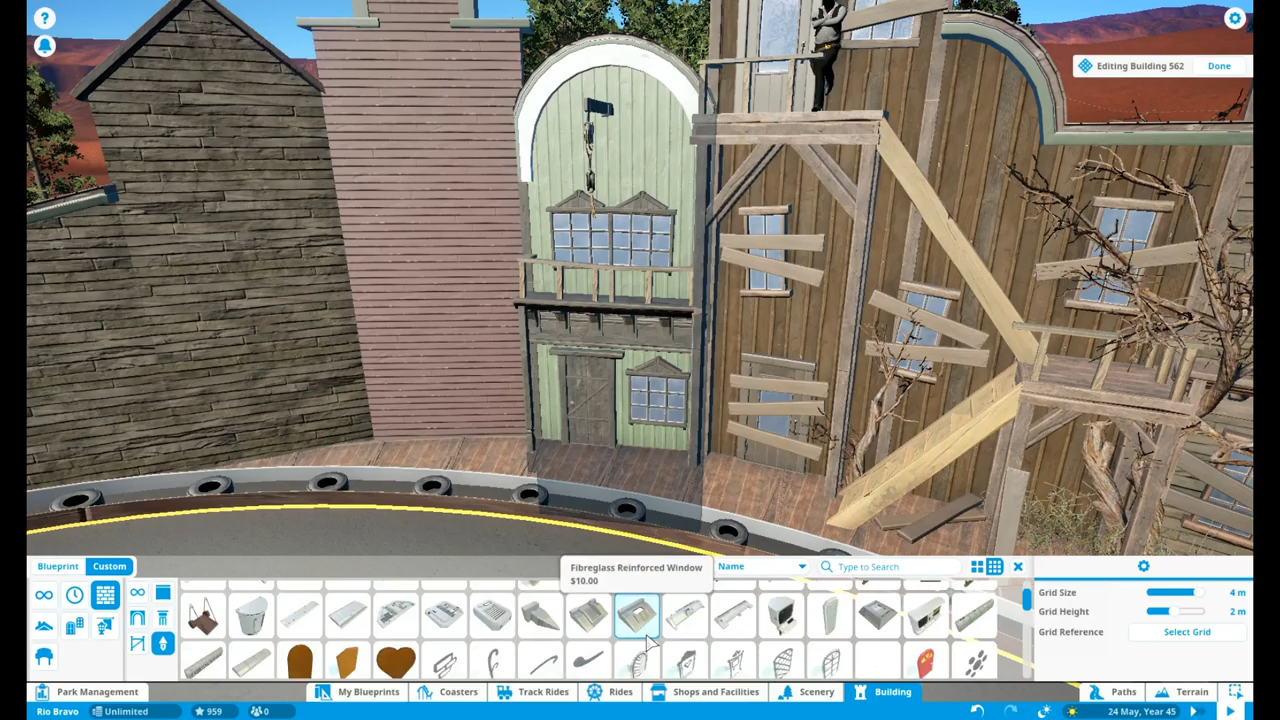 ?
Editing Building 562
Done
Blueprint
Custom
Fibreglass Reinforced Window
$10.00
Name
Type to Search
Grid Size
4 m
Grid Height
2 m
Grid Reference
Select Grid
Park Management
My Blueprints
Coasters
Track Rides
Rides
Shops and Facilities
Scenery
Building
Paths
Terrain
Rio Bravo
Unlimited
959
0
24 May, Year 45